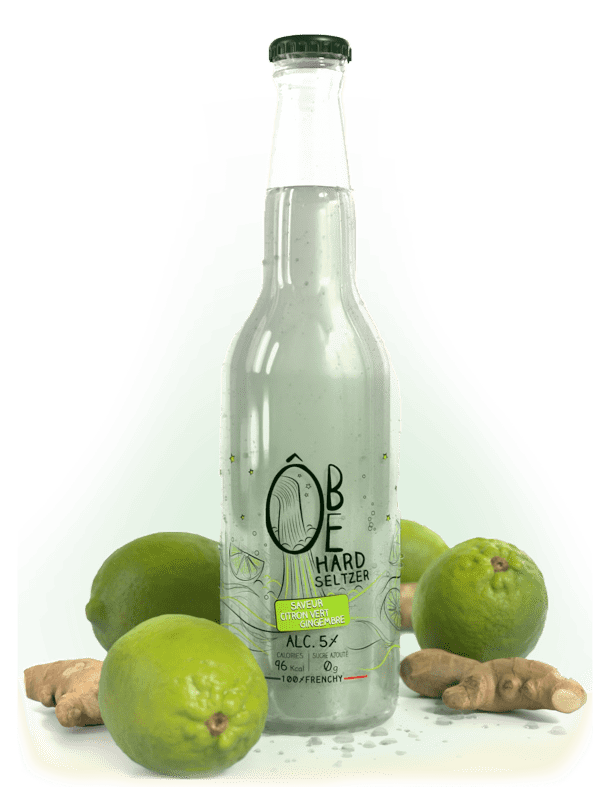 ÔBE
HARD
SELTZER
SAVEUR
CITRON VERT
GINGEMBRE
ALC. 5%
CALORIES | SUCRE AJOUTÉ
96 Kcal | 0g
100%FRENCHY